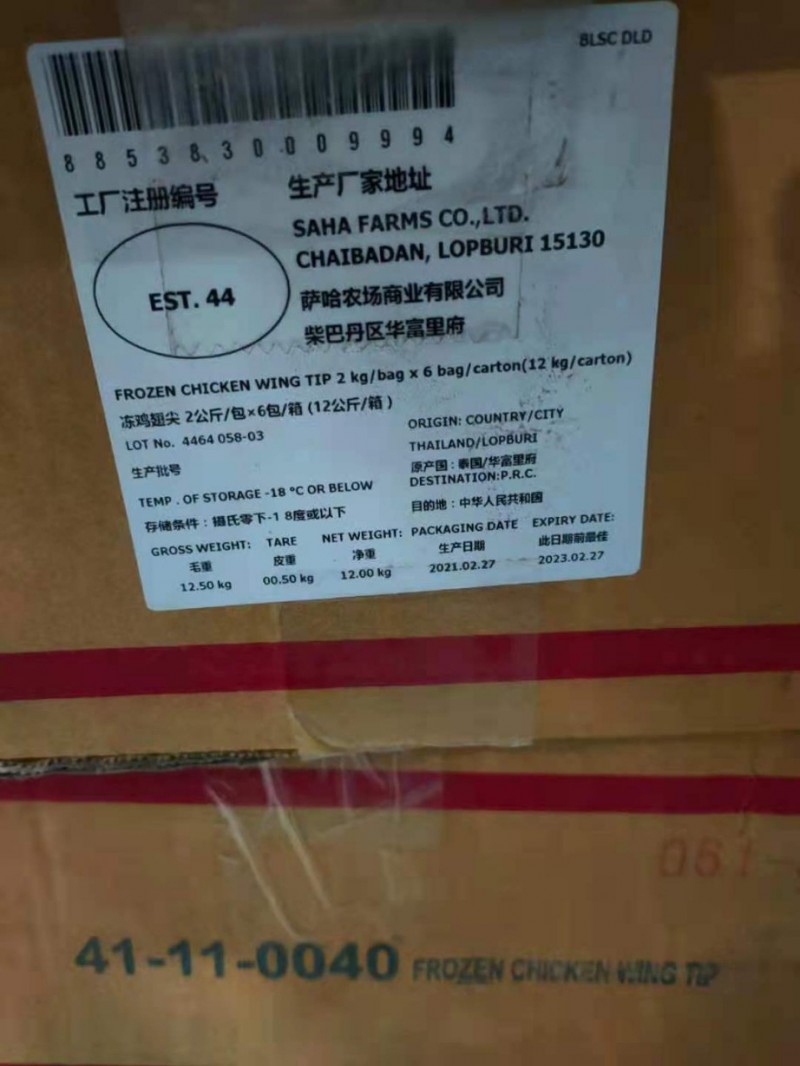 BLSC DLD
8853830009994
工厂注册编号
生产厂家地址
EST. 44
SAHA FARMS CO.,LTD.
CHAIBADAN, LOPBURI 15130
萨哈农场商业有限公司
柴巴丹区华富里府
FROZEN CHICKEN WING TIP 2 kg/bag x 6 bag/carton(12 kg/carton)
冻鸡翅尖 2公斤/包×6包/箱 (12公斤/箱 )
LOT No. 4464 058-03
生产批号
ORIGIN: COUNTRY/CITY
THAILAND/LOPBURI
原产国：泰国/华富里府
DESTINATION:P.R.C.
目的地：中华人民共和国
TEMP . OF STORAGE -18 °C OR BELOW
存储条件：摄氏零下-1 8度或以下
GROSS WEIGHT: TARE NET WEIGHT: PACKAGING DATE EXPIRY DATE:
毛重 皮重 净重 生产日期 此日期前最佳
12.50 kg 00.50 kg 12.00 kg 2021.02.27 2023.02.27
061-
41-11-0040 FROZEN CHICKEN WING TIP